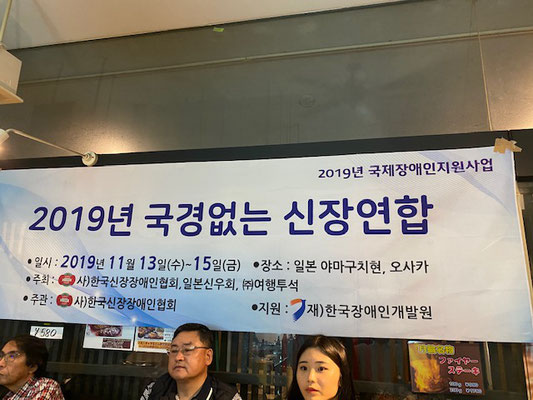 2019년 국제장애인지원사업
2019년 국경없는 신장연합
•일시 : 2019년 11월 13일(수)~15일(금) •장소 : 일본 야마구치현, 오사카
•주최 : 사)한국신장장애인협회,일본신우회, ㈜여행투석
•주관 : 사)한국신장장애인협회 •지원 : 재)한국장애인개발원
¥580
ファイヤー
ステーキ